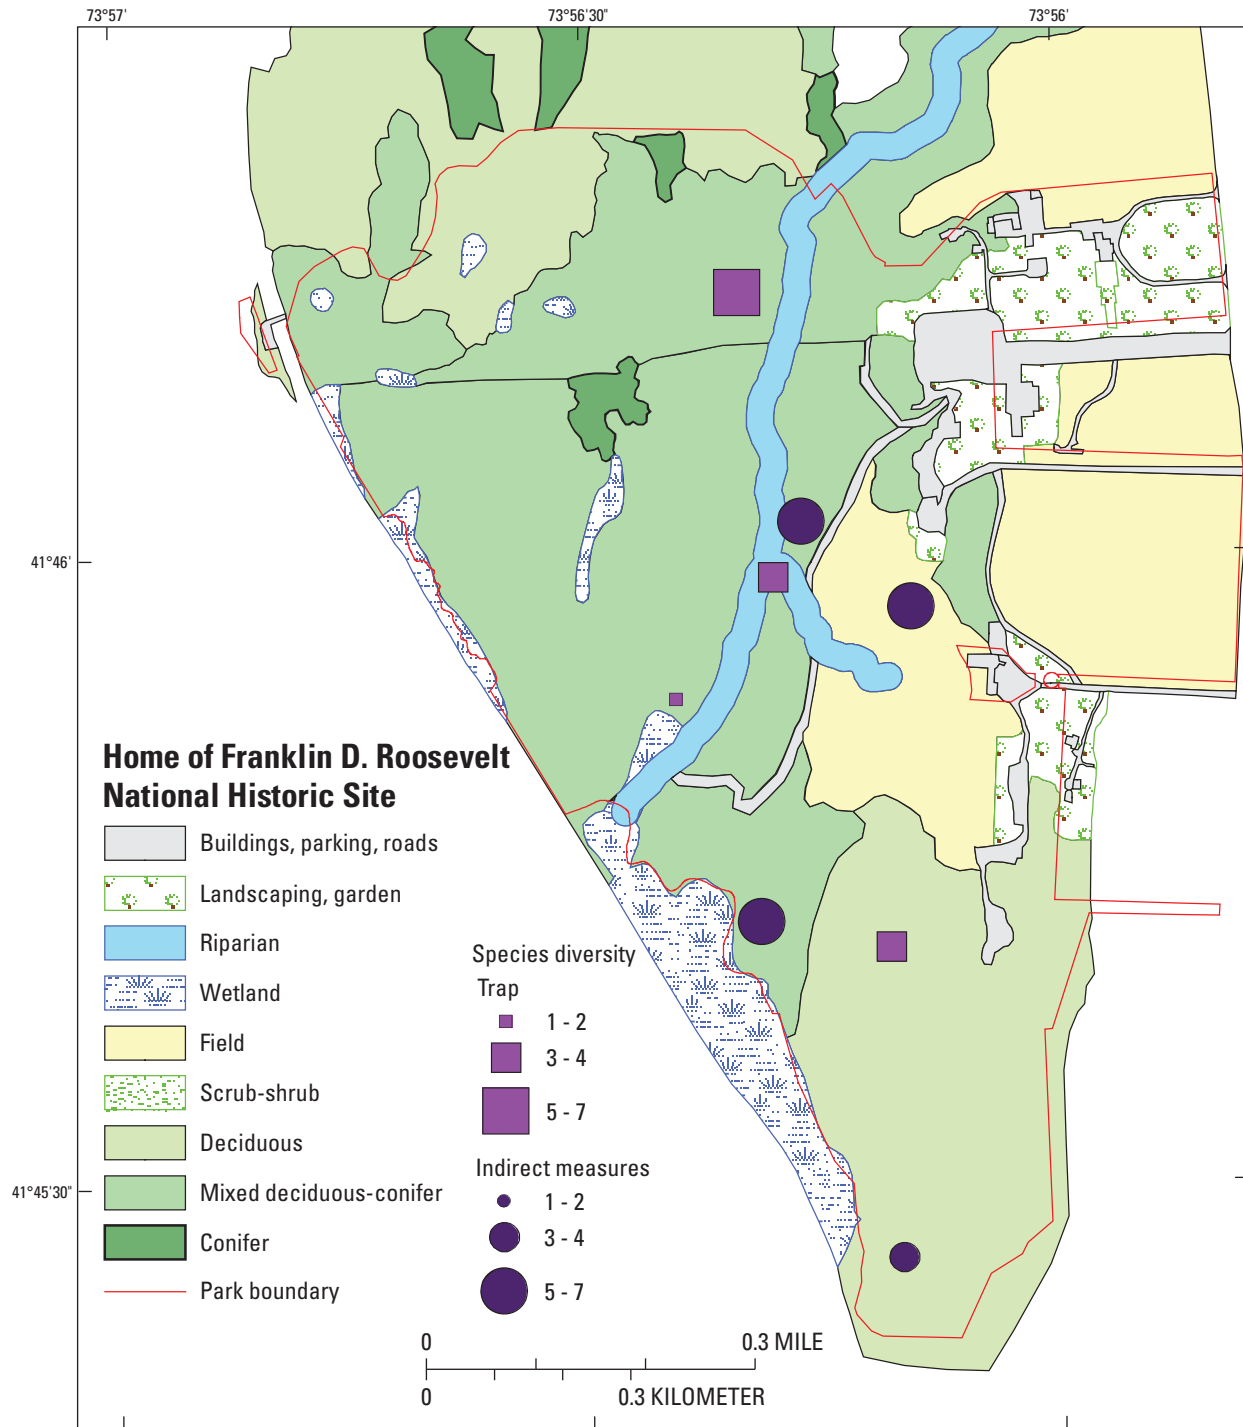 73°57'
73°56'30"
73°56'
41°46'
41°45'30"
Home of Franklin D. Roosevelt
National Historic Site
Buildings, parking, roads
Landscaping, garden
Riparian
Wetland
Field
Scrub-shrub
Deciduous
Mixed deciduous-conifer
Conifer
Park boundary
Species diversity
Trap
1 - 2
3 - 4
5 - 7
Indirect measures
1 - 2
3 - 4
5 - 7
0 0.3 MILE
0 0.3 KILOMETER